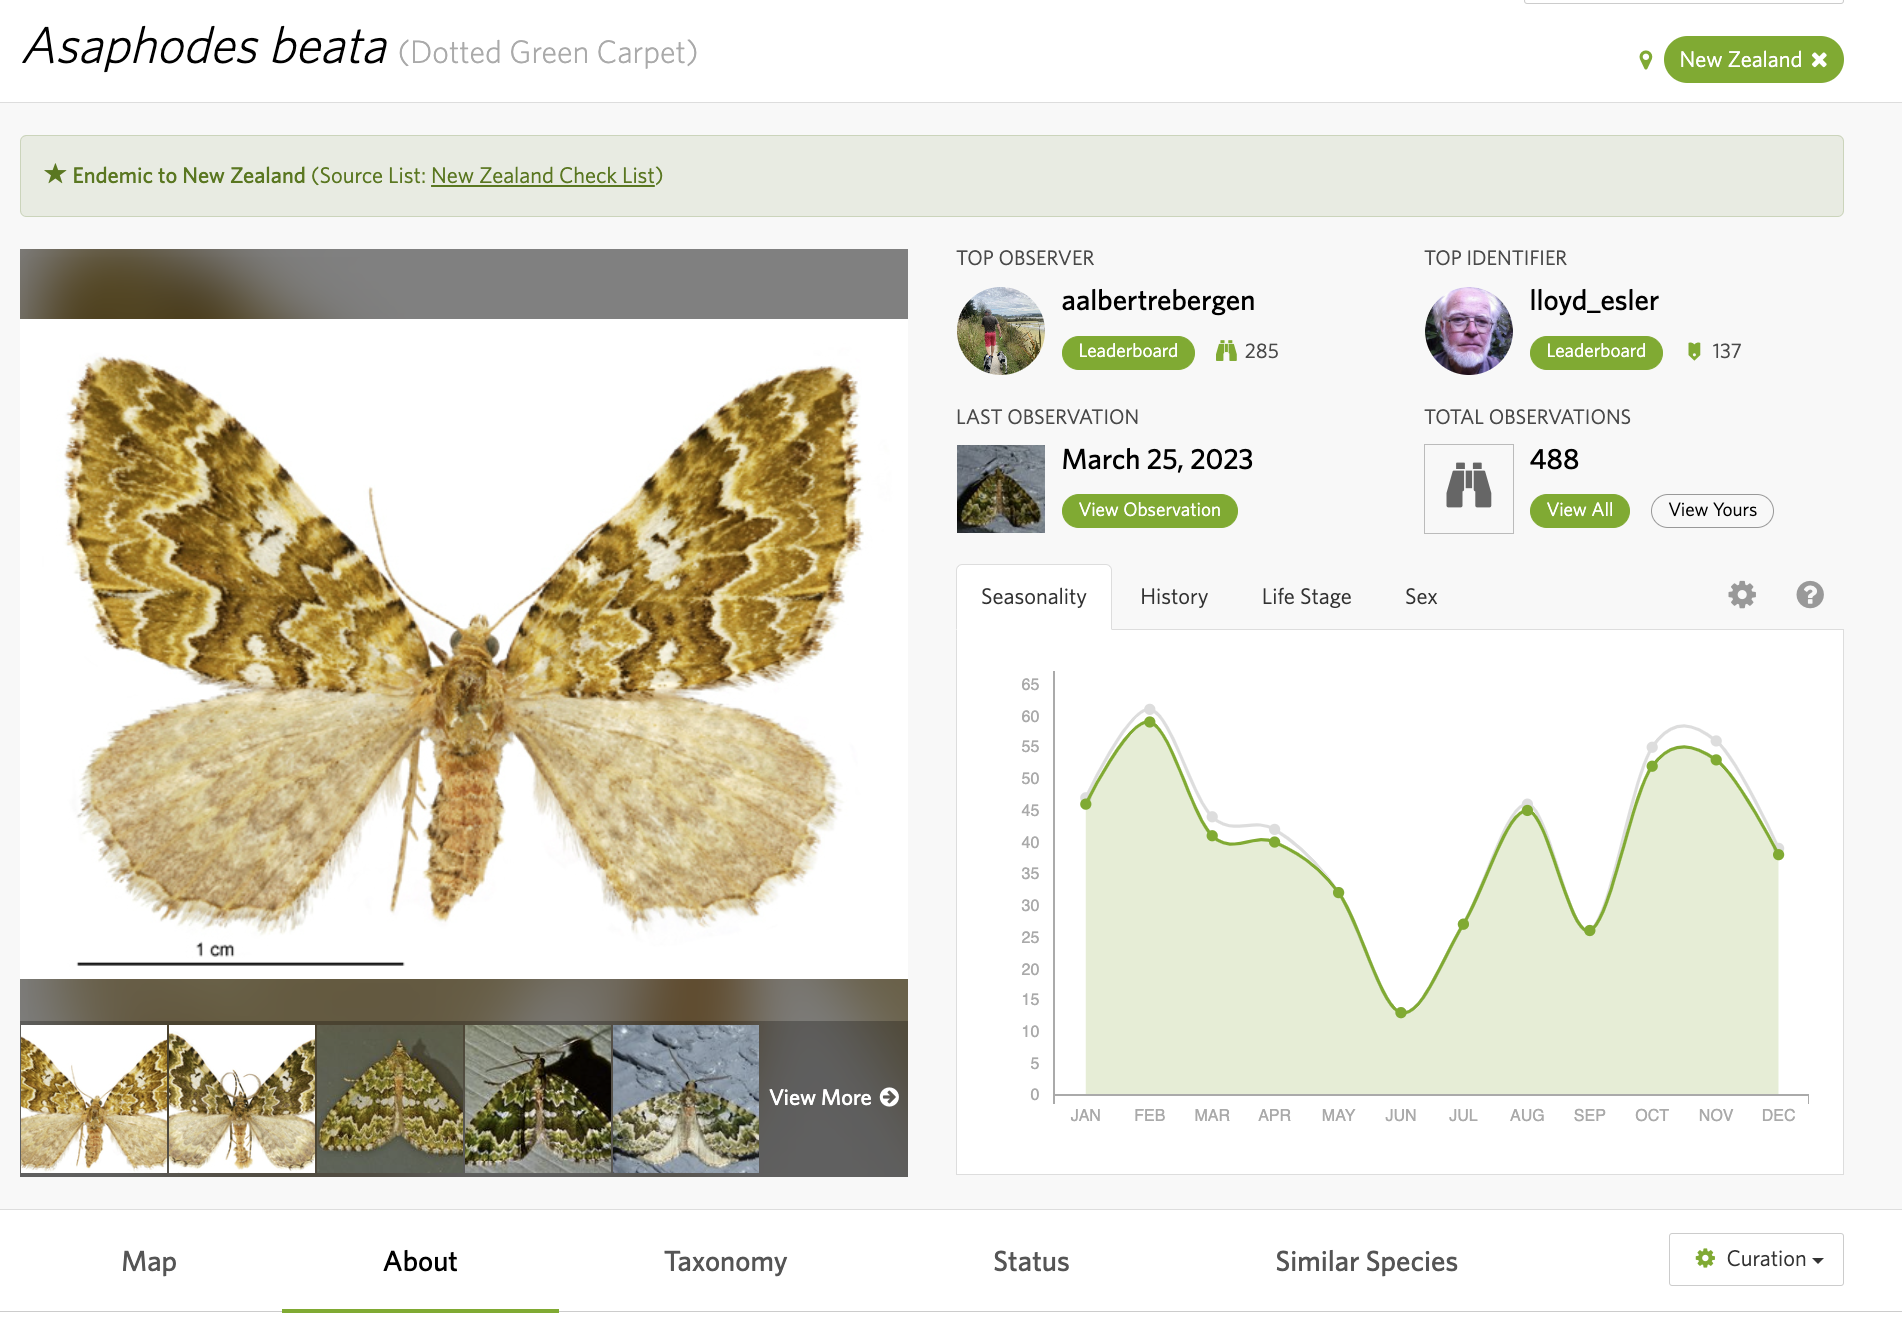 Asaphodes beata (Dotted Green Carpet)
New Zealand
Endemic to New Zealand (Source List: New Zealand Check List)
1 cm
View More
TOP OBSERVER
aalbertrebergen
Leaderboard 285
TOP IDENTIFIER
lloyd_esler
Leaderboard 137
LAST OBSERVATION
March 25, 2023
View Observation
TOTAL OBSERVATIONS
488
View All View Yours
Seasonality History Life Stage Sex
65
60
55
50
45
40
35
30
25
20
15
10
5
0
JAN FEB MAR APR MAY JUN JUL AUG SEP OCT NOV DEC
Map About Taxonomy Status Similar Species Curation